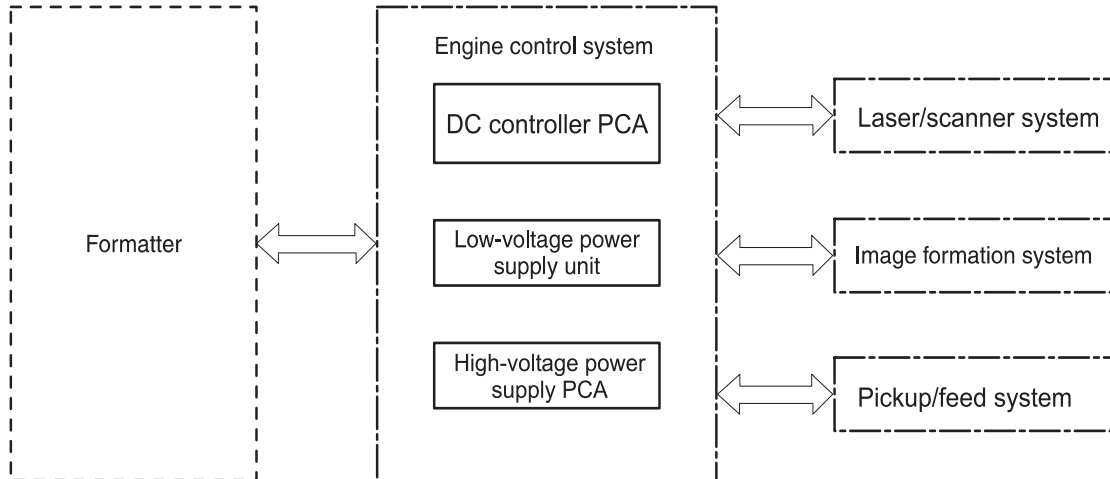 Engine control system
DC controller PCA
Laser/scanner system
Formatter
Low-voltage power
supply unit
Image formation system
High-voltage power
supply PCA
Pickup/feed system